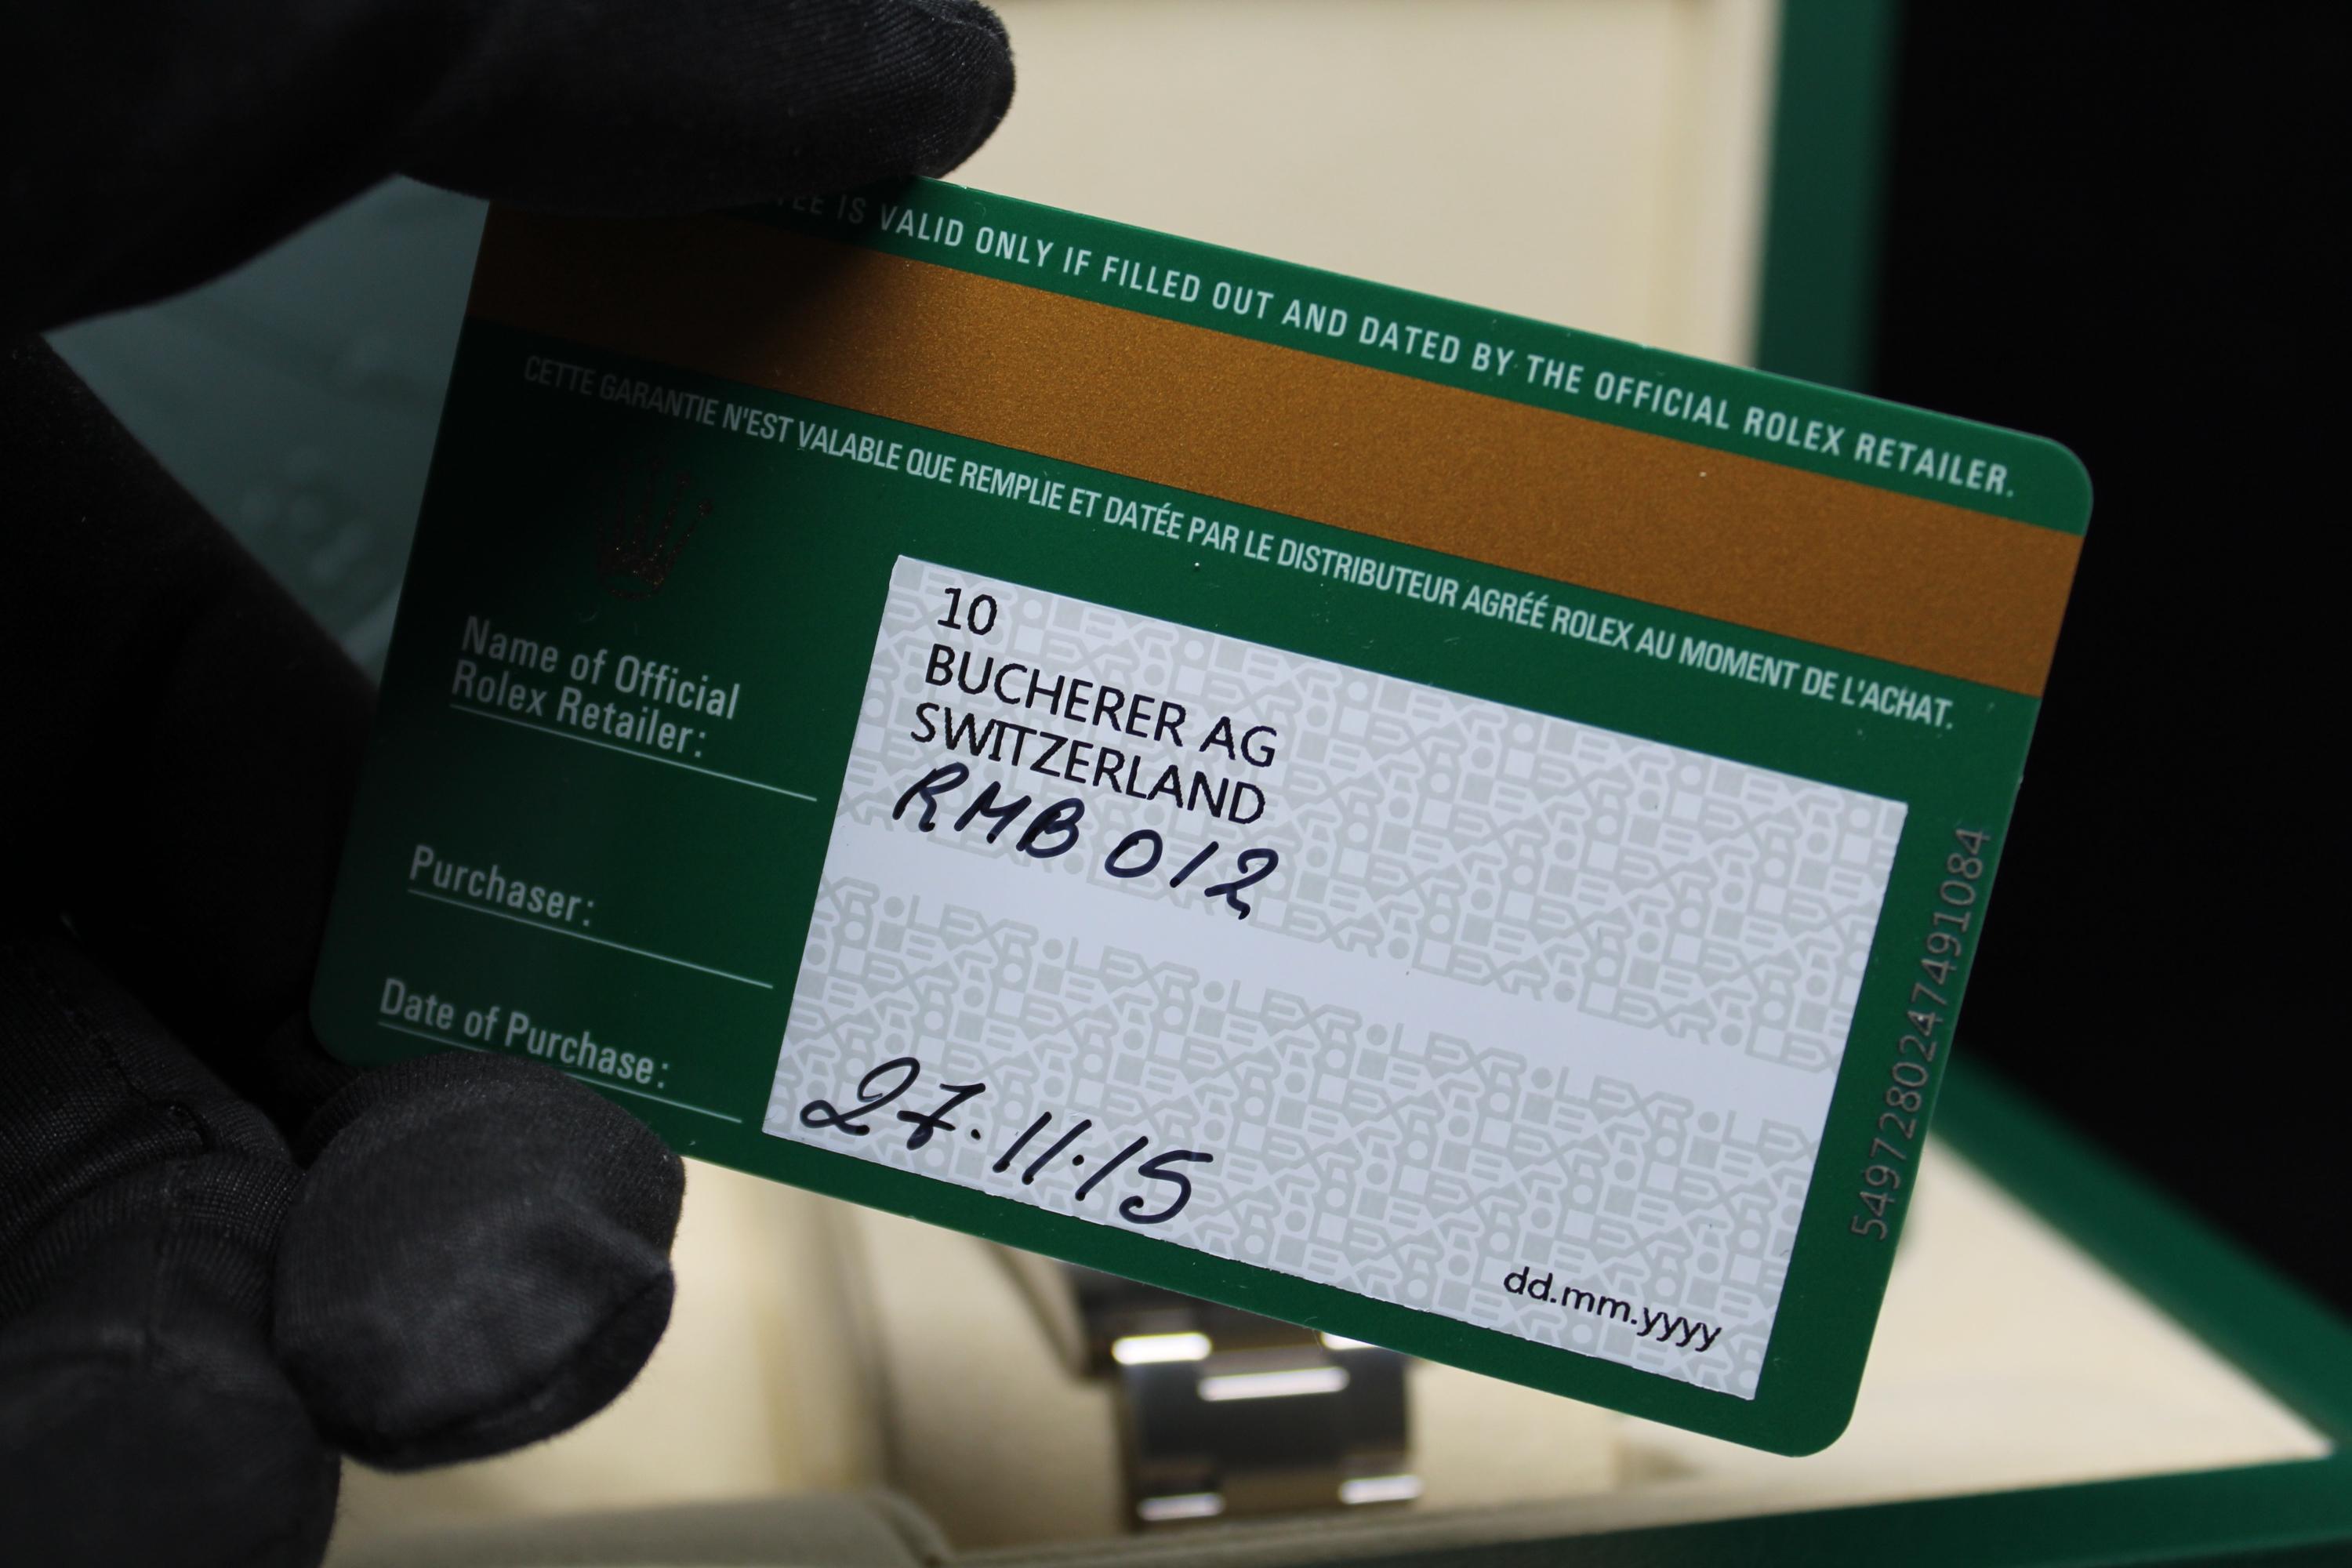 IS VALID ONLY IF FILLED OUT AND DATED BY THE OFFICIAL ROLEX RETAILER.
CETTE GARANTIE N'EST VALABLE QUE REMPLIE ET DATÉE PAR LE DISTRIBUTEUR AGRÉÉ ROLEX AU MOMENT DE L'ACHAT.
Name of Official
Rolex Retailer:
10
BUCHERER AG
SWITZERLAND
RMB 012
Purchaser:
Date of Purchase:
27.11.15
dd.mm.yyyy
5497280247491084